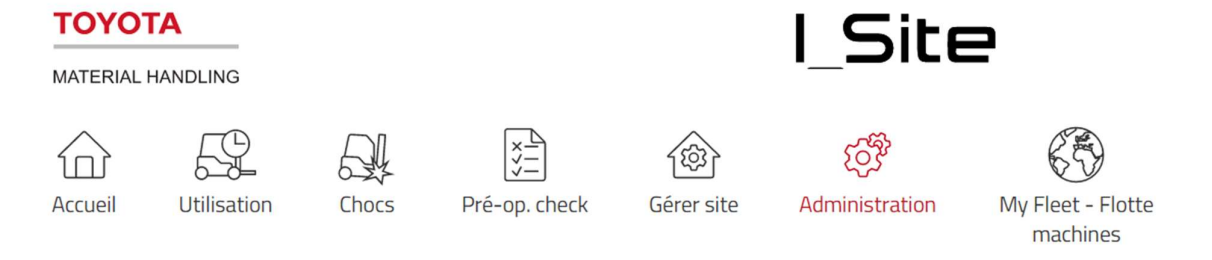 TOYOTA
MATERIAL HANDLING
I_Site
Accueil
Utilisation
Chocs
Pré-op. check
Gérer site
Administration
My Fleet - Flotte
machines